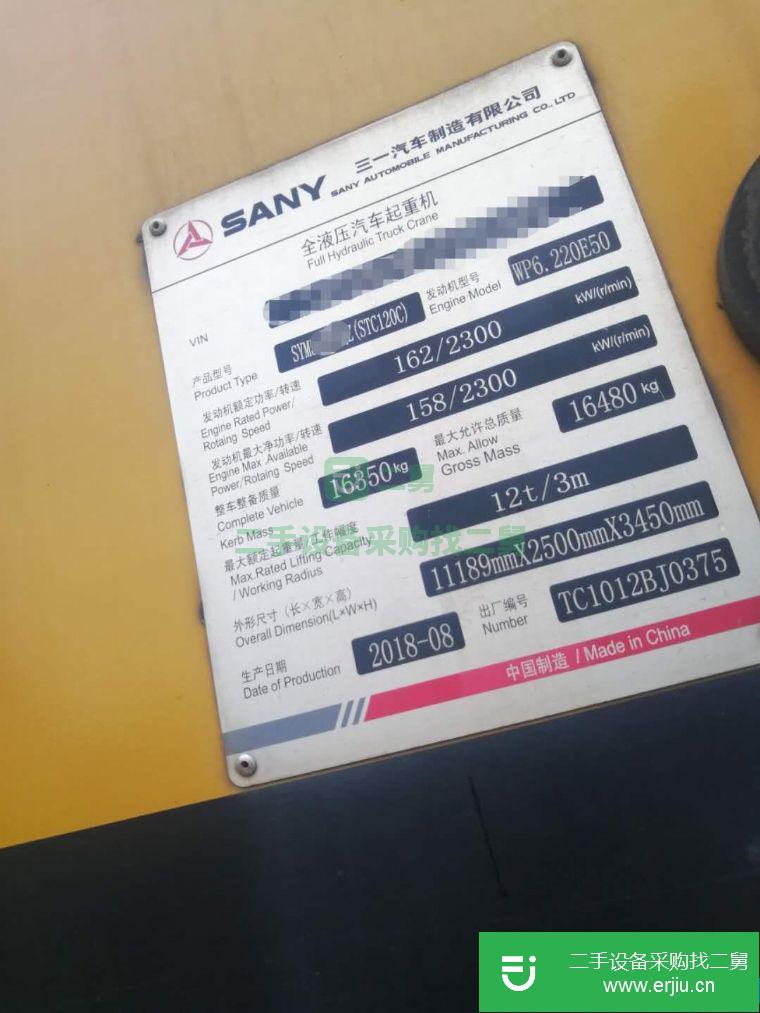 SANY
三一汽车制造有限公司
SANY AUTOMOBILE MANUFACTURING CO., LTD
全液压汽车起重机
Full Hydraulic Truck Crane
VIN
产品型号
Product Type
SYM Z(STC120C)
发动机型号
Engine Model
WP6.220E50
发动机额定功率/转速
Engine Rated Power/
Rotaing Speed
162/2300 kW/(r/min)
发动机最大净功率/转速
Engine Max .Available
Power/Rotaing Speed
158/2300 kW/(r/min)
整车整备质量
Complete Vehicle
Kerb Mass
16350kg
最大允许总质量
Max. Allow
Gross Mass
16480 kg
最大额定起重量/工作幅度
Max.Rated Lifting Capacity
/ Working Radius
12t/3m
外形尺寸（长×宽×高）
Overall Dimension(L×W×H)
11189mmX2500mmX3450mm
生产日期
Date of Production
2018-08
出厂编号
Number
TC1012BJ0375
中国制造 / Made in China
二舅
二手设备采购找二舅
二手设备采购找二舅
www.erjiu.cn